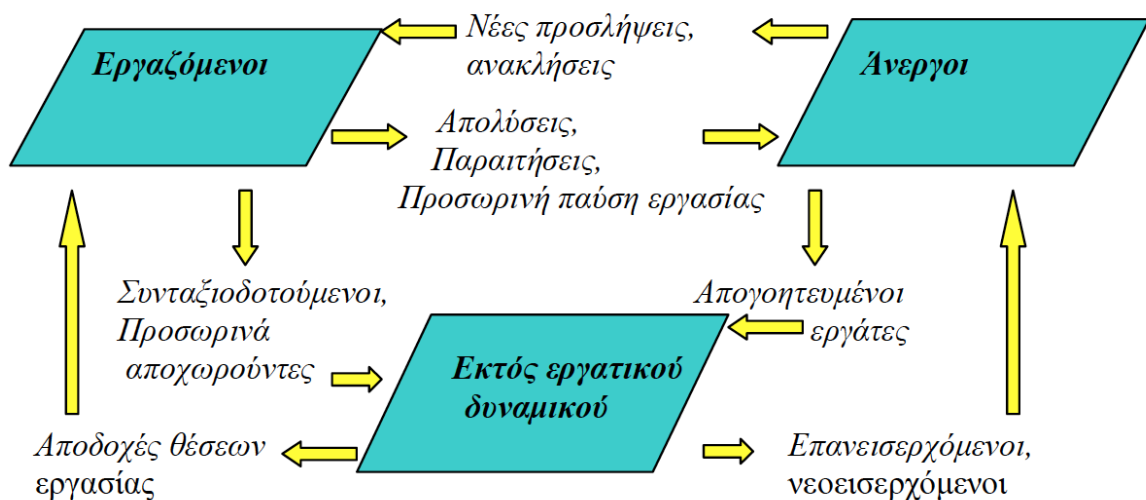 Εργαζόμενοι
Νέες προσλήψεις,
ανακλήσεις
Άνεργοι
Απολύσεις,
Παραιτήσεις,
Προσωρινή παύση εργασίας
Συνταξιοδοτούμενοι,
Προσωρινά
αποχωρούντες
Απογοητευμένοι
εργάτες
Εκτός εργατικού
δυναμικού
Αποδοχές θέσεων
εργασίας
Επανεισερχόμενοι,
νεοεισερχόμενοι